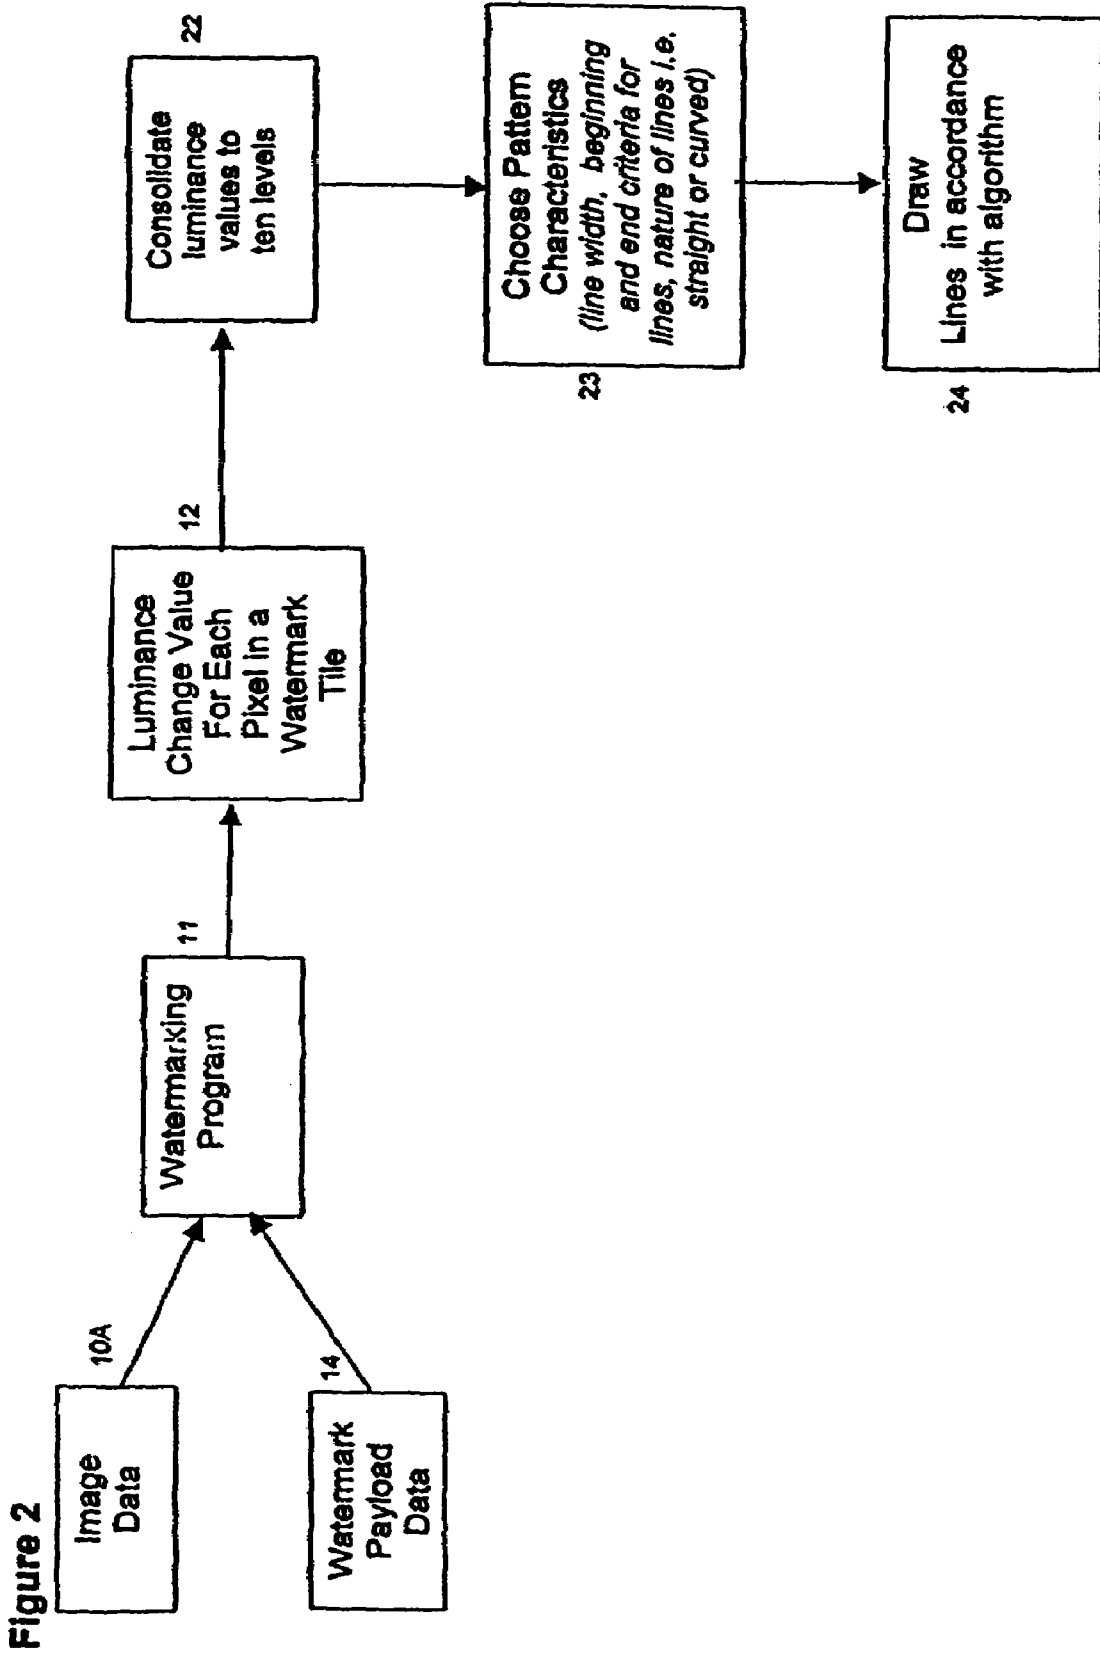 Figure 2
Image
Data
10A
Watermark
Payload
Data
14
Watermarking
Program
11
Luminance
Change Value
For Each
Pixel in a
Watermark
Tile
12
Consolidate
luminance
values to
ten levels
22
Choose Pattern
Characteristics
(line width, beginning
and end criteria for
lines, nature of lines i.e.
straight or curved)
23
Draw
Lines in accordance
with algorithm
24